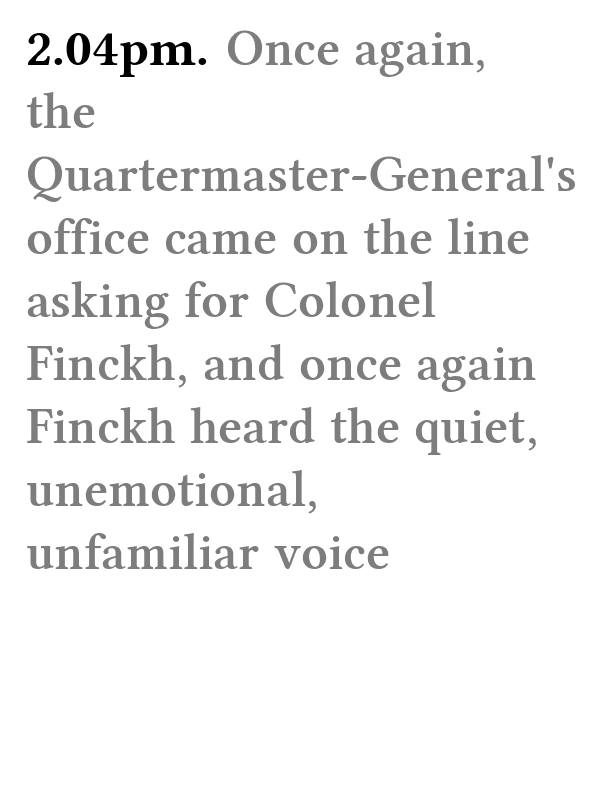 2.04pm. Once again,
the
Quartermaster-General's
office came on the line
asking for Colonel
Finckh, and once again
Finckh heard the quiet,
unemotional,
unfamiliar voice